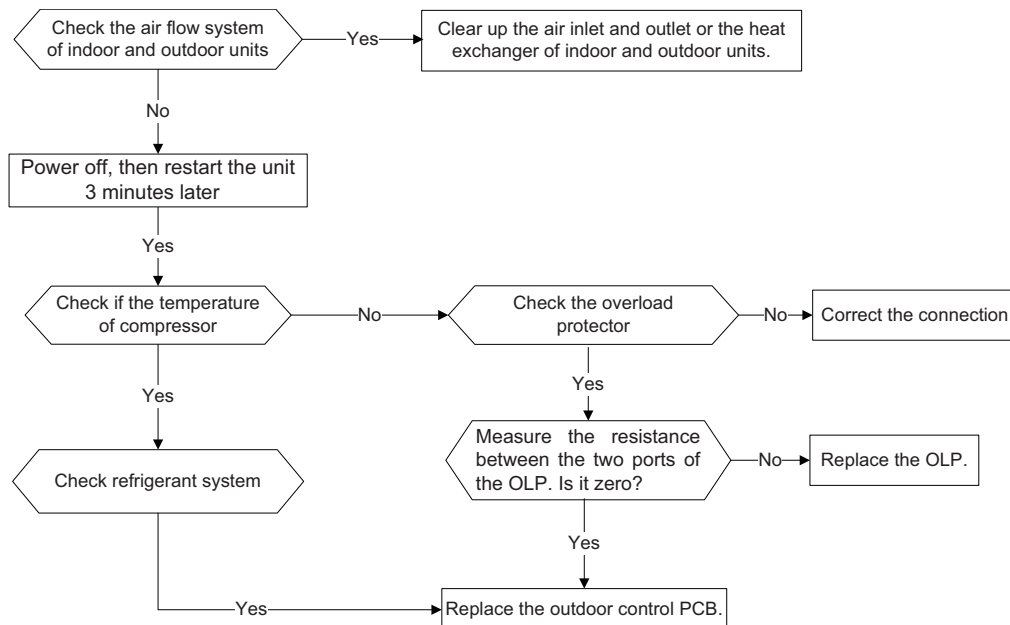 Check the air flow system
of indoor and outdoor units
Yes
Clear up the air inlet and outlet or the heat
exchanger of indoor and outdoor units.
No
Power off, then restart the unit
3 minutes later
Yes
Check if the temperature
of compressor
No
Check the overload
protector
No
Correct the connection
Yes
Yes
Check refrigerant system
Measure the resistance
between the two ports of
the OLP. Is it zero?
No
Replace the OLP.
Yes
Yes
Replace the outdoor control PCB.